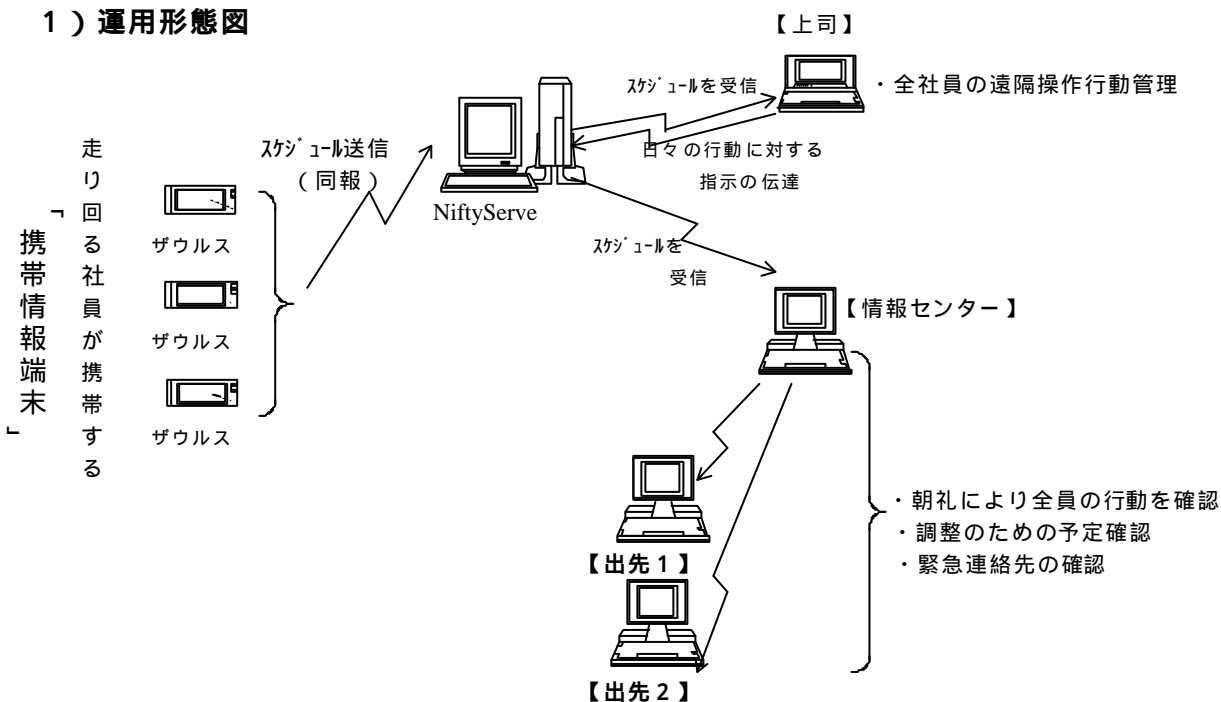 1）運用形態図
【上司】
ｽｹｼﾞｭｰﾙを受信
・全社員の遠隔操作行動管理
日々の行動に対する
指示の伝達
ｽｹｼﾞｭｰﾙ送信
（同報）
NiftyServe
走り回る社員が携帯する
「携帯情報端末」
ザウルス
ザウルス
ザウルス
ｽｹｼﾞｭｰﾙを
受信
【情報センター】
・朝礼により全員の行動を確認
・調整のための予定確認
・緊急連絡先の確認
【出先1】
【出先2】